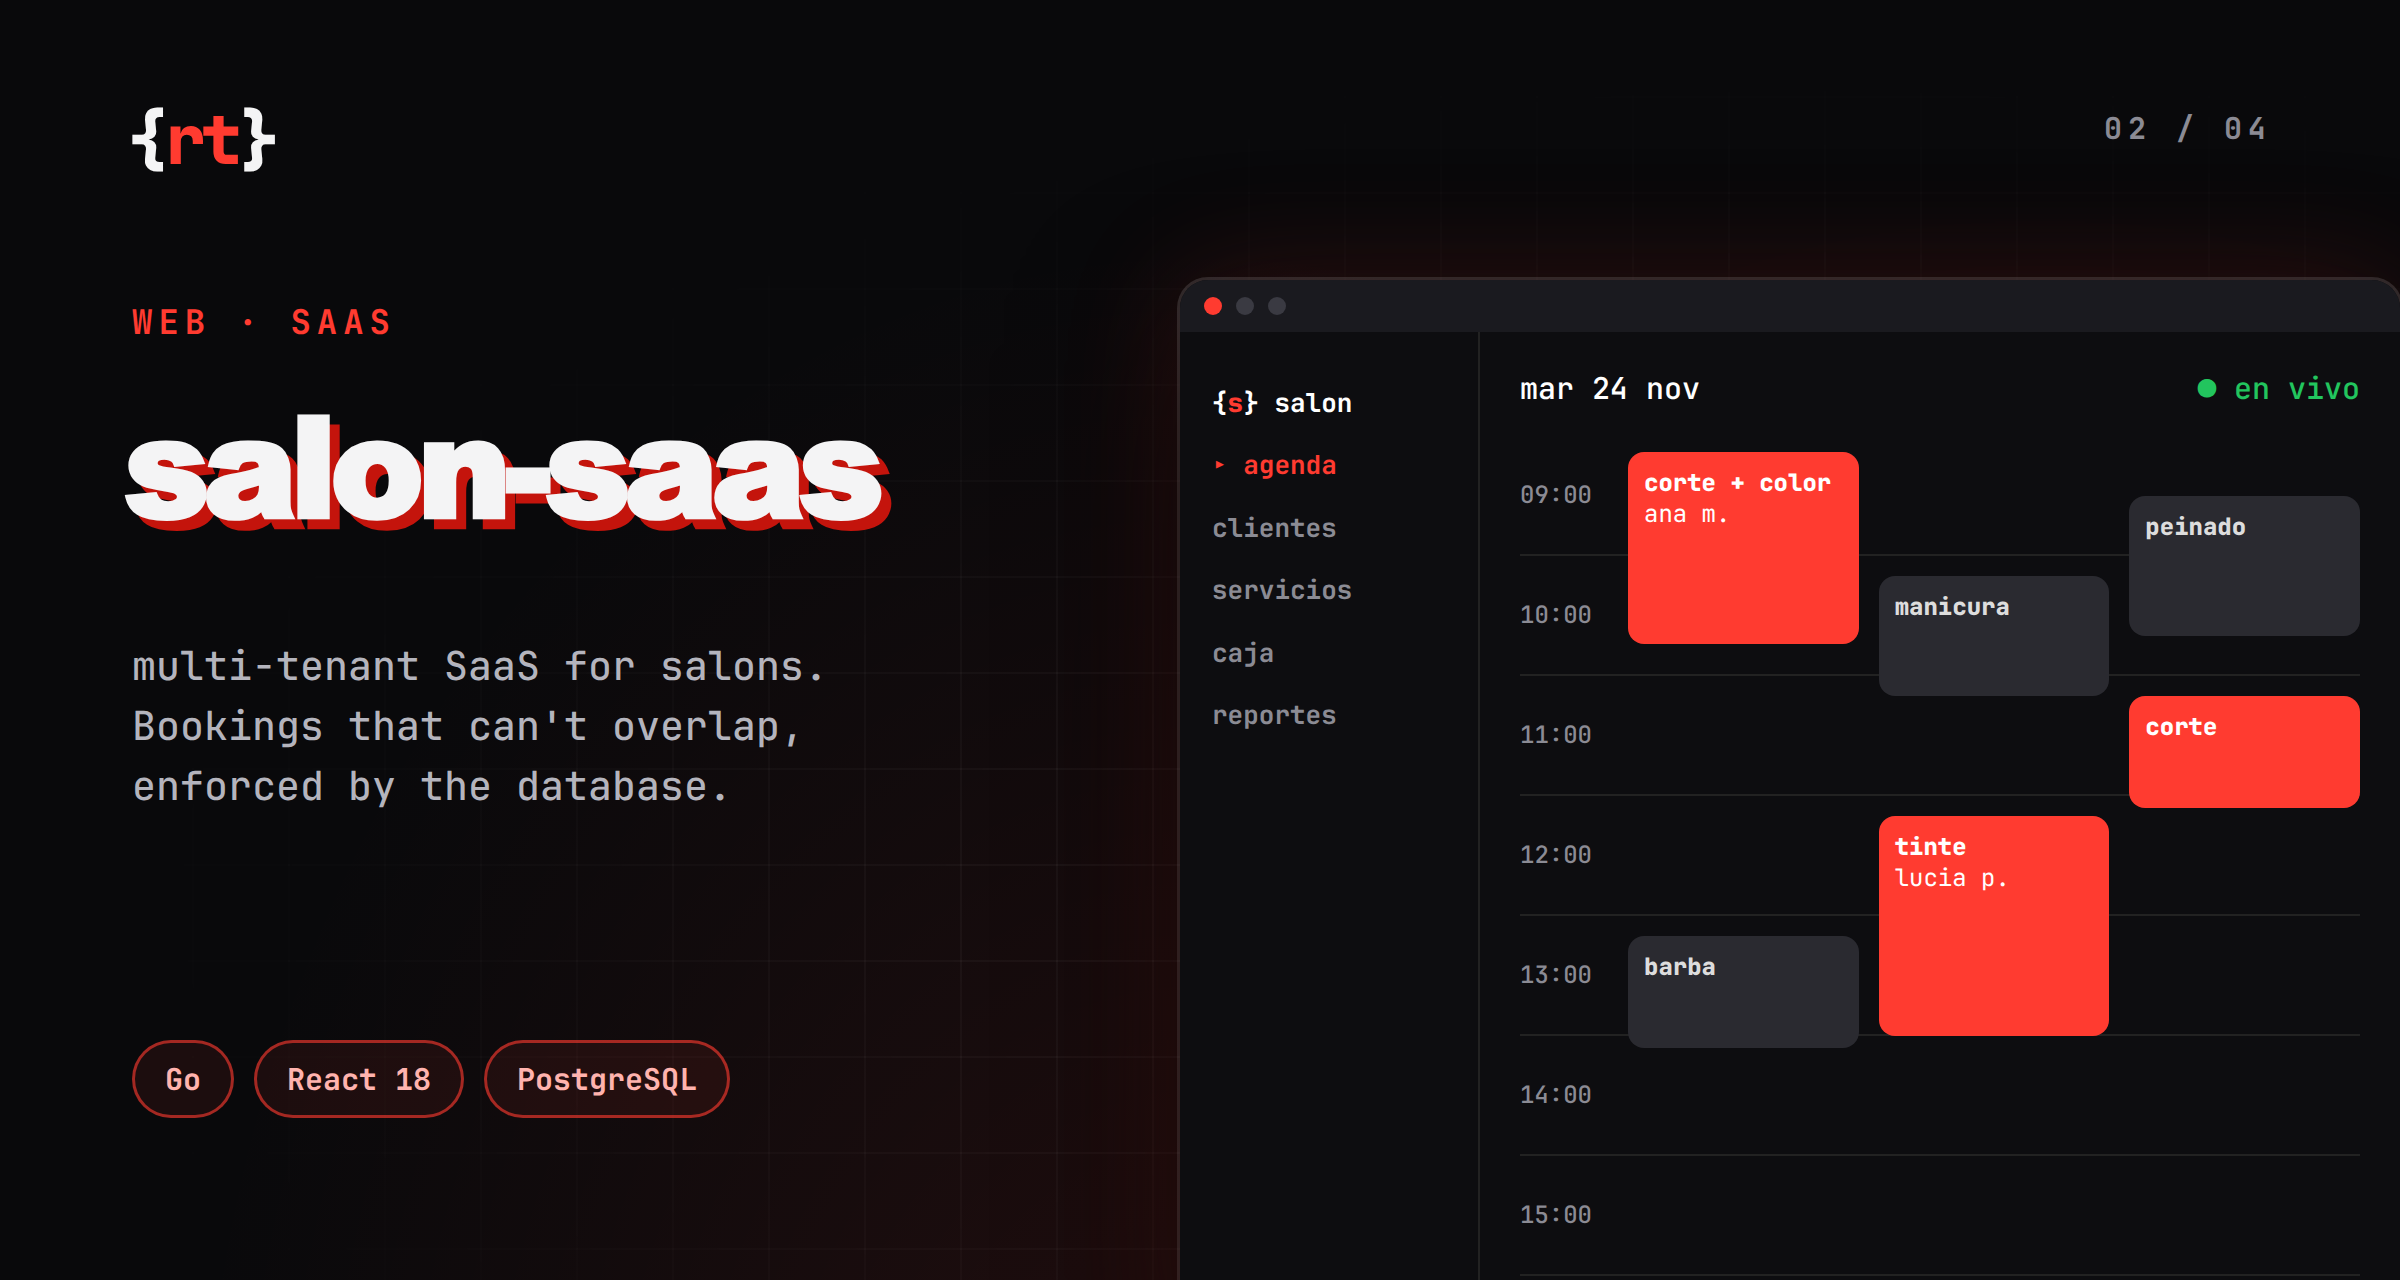 {rt}
02 / 04
WEB · SAAS
salon-saas
multi-tenant SaaS for salons.
Bookings that can't overlap,
enforced by the database.
Go
React 18
PostgreSQL
{s} salon
▸ agenda
clientes
servicios
caja
reportes
mar 24 nov
● en vivo
09:00
corte + color
ana m.
peinado
10:00
manicura
11:00
corte
12:00
tinte
lucia p.
13:00
barba
14:00
15:00